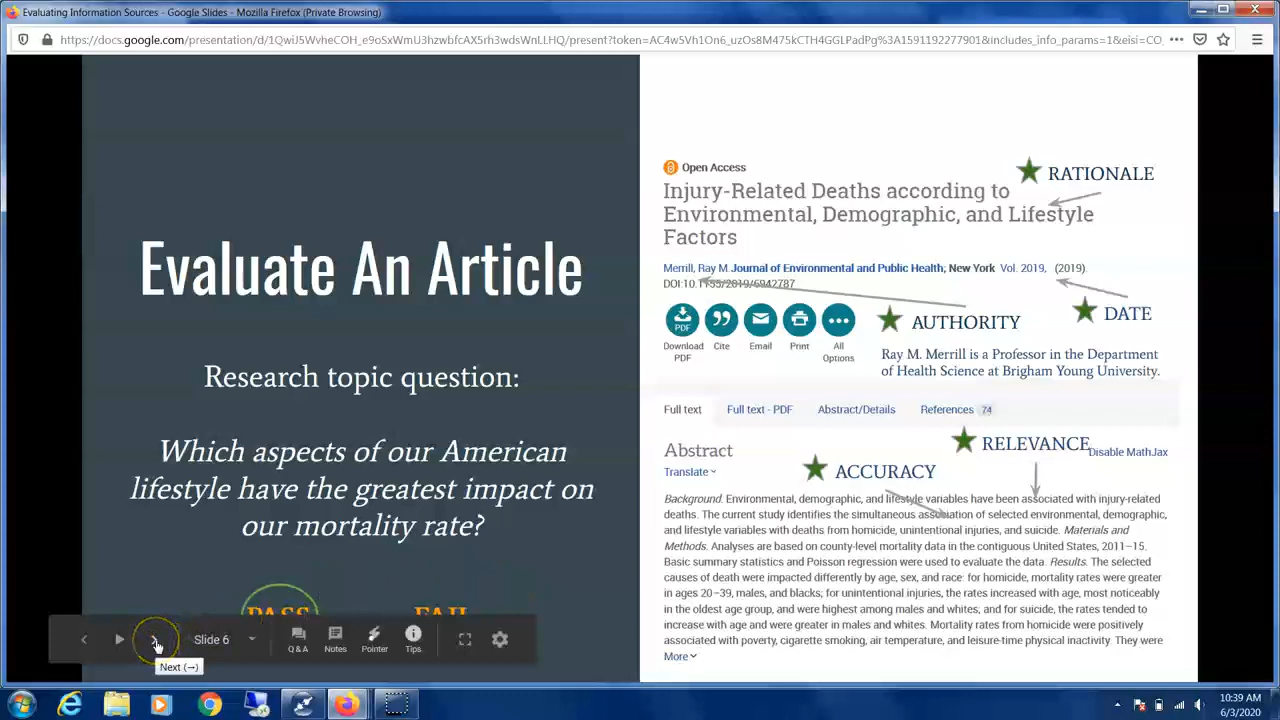 Evaluating Information Sources - Google Slides - Mozilla Firefox (Private Browsing)
https://docs.google.com/presentation/d/1QwiJ5WvheCOH_e9oSxWmU3hzwbfcAX5rh3wdsWnLLHQ/present?token=AC4w5Vh1On6_uzOs8M475kCTH4GGLPadPg%3A1591192277901&includes_info_params=1&eisi=CO_
Evaluate An Article
Research topic question:
Which aspects of our American
lifestyle have the greatest impact on
our mortality rate?
PASS FAIL
Slide 6
Q & A Notes Pointer Tips
Next (→)
Open Access
RATIONALE
Injury-Related Deaths according to
Environmental, Demographic, and Lifestyle
Factors
Merrill, Ray M. Journal of Environmental and Public Health; New York Vol. 2019, (2019).
DOI:10.1155/2019/6942787
DATE
AUTHORITY
PDF
Download PDF Cite Email Print All Options
Ray M. Merrill is a Professor in the Department
of Health Science at Brigham Young University.
Full text Full text - PDF Abstract/Details References 74
RELEVANCE
Abstract
Disable MathJax
Translate
ACCURACY
Background. Environmental, demographic, and lifestyle variables have been associated with injury-related
deaths. The current study identifies the simultaneous association of selected environmental, demographic,
and lifestyle variables with deaths from homicide, unintentional injuries, and suicide. Materials and
Methods. Analyses are based on county-level mortality data in the contiguous United States, 2011–15.
Basic summary statistics and Poisson regression were used to evaluate the data. Results. The selected
causes of death were impacted differently by age, sex, and race: for homicide, mortality rates were greater
in ages 20–39, males, and blacks; for unintentional injuries, the rates increased with age, most noticeably
in the oldest age group, and were highest among males and whites; and for suicide, the rates tended to
increase with age and were greater in males and whites. Mortality rates from homicide were positively
associated with poverty, cigarette smoking, air temperature, and leisure-time physical inactivity. They were
More
10:39 AM
6/3/2020